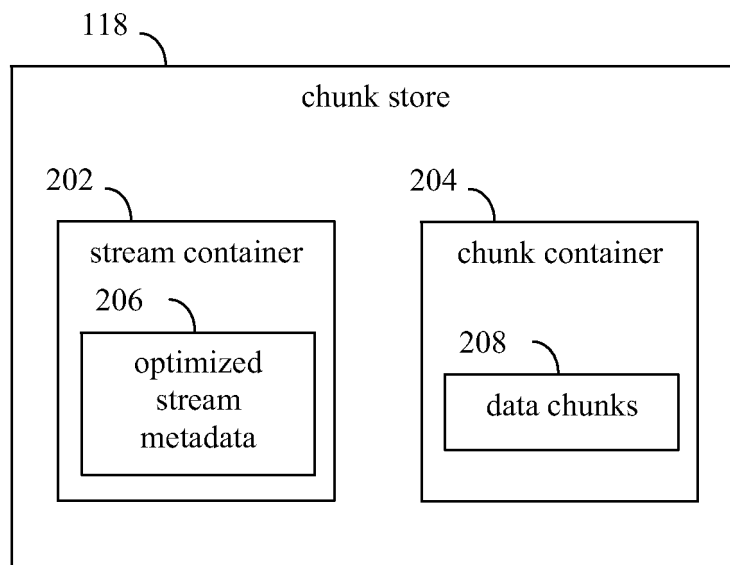 118
chunk store
202
204
stream container
chunk container
206
208
optimized
stream
metadata
data chunks